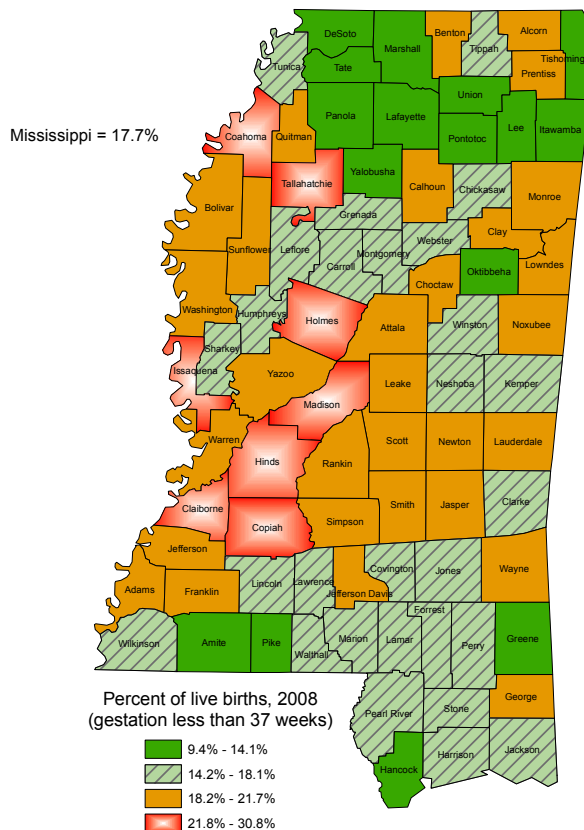 DeSoto
Benton
Alcorn
Tippah
Marshall
Tunica
Tate
Tishoming
Prentiss
Union
Panola
Lafayette
Lee
Itawamba
Mississippi = 17.7%
Coahoma
Quitman
Pontotoc
Yalobusha
Tallahatchie
Calhoun
Chickasaw
Monroe
Bolivar
Grenada
Clay
Sunflower
Leflore
Webster
Carroll
Montgomery
Oktibbeha
Lowndes
Choctaw
Washington
Humphreys
Holmes
Attala
Winston
Noxubee
Sharkey
Issaquena
Yazoo
Leake
Neshoba
Kemper
Madison
Warren
Scott
Newton
Lauderdale
Hinds
Rankin
Claiborne
Smith
Jasper
Clarke
Copiah
Simpson
Jefferson
Covington
Jones
Wayne
Lincoln
Lawrence
Jefferson Davis
Adams
Franklin
Forrest
Wilkinson
Amite
Pike
Marion
Lamar
Perry
Greene
Walthall
Percent of live births, 2008
(gestation less than 37 weeks)
George
Pearl River
Stone
9.4% - 14.1%
Harrison
Jackson
14.2% - 18.1%
Hancock
18.2% - 21.7%
21.8% - 30.8%